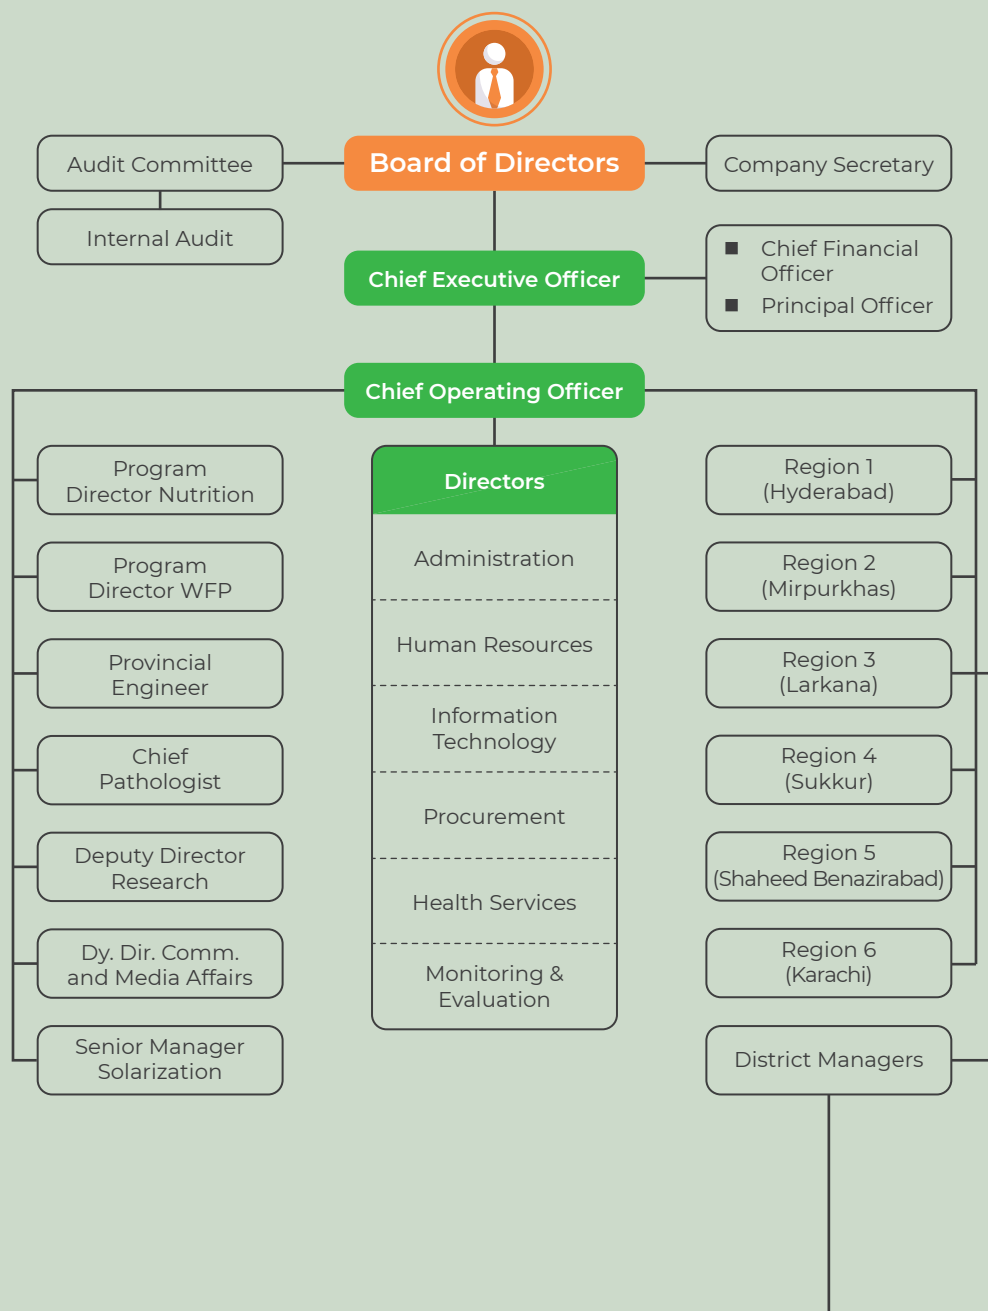 Board of Directors
Audit Committee
Company Secretary
Internal Audit
Chief Executive Officer
Chief Financial
Officer
Principal Officer
Chief Operating Officer
Program
Director Nutrition
Program
Director WFP
Provincial
Engineer
Chief
Pathologist
Deputy Director
Research
Dy. Dir. Comm.
and Media Affairs
Senior Manager
Solarization
Directors
Administration
Human Resources
Information
Technology
Procurement
Health Services
Monitoring &
Evaluation
Region 1
(Hyderabad)
Region 2
(Mirpurkhas)
Region 3
(Larkana)
Region 4
(Sukkur)
Region 5
(Shaheed Benazirabad)
Region 6
(Karachi)
District Managers